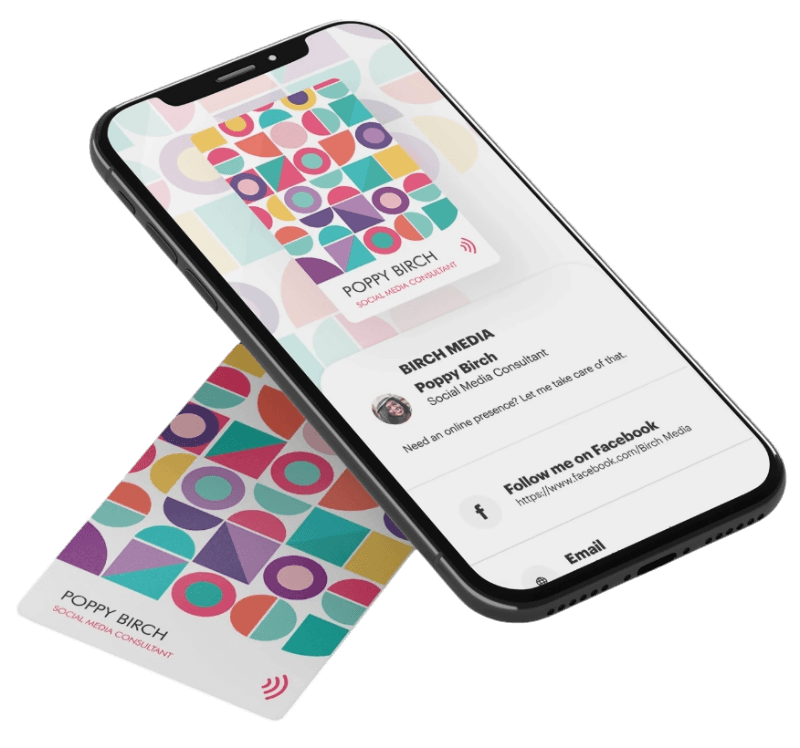 POPPY BIRCH
SOCIAL MEDIA CONSULTANT
BIRCH MEDIA
Poppy Birch
Social Media Consultant
Need an online presence? Let me take care of that.
Follow me on Facebook
https://www.facebook.com/Birch Media
Email
POPPY BIRCH
SOCIAL MEDIA CONSULTANT